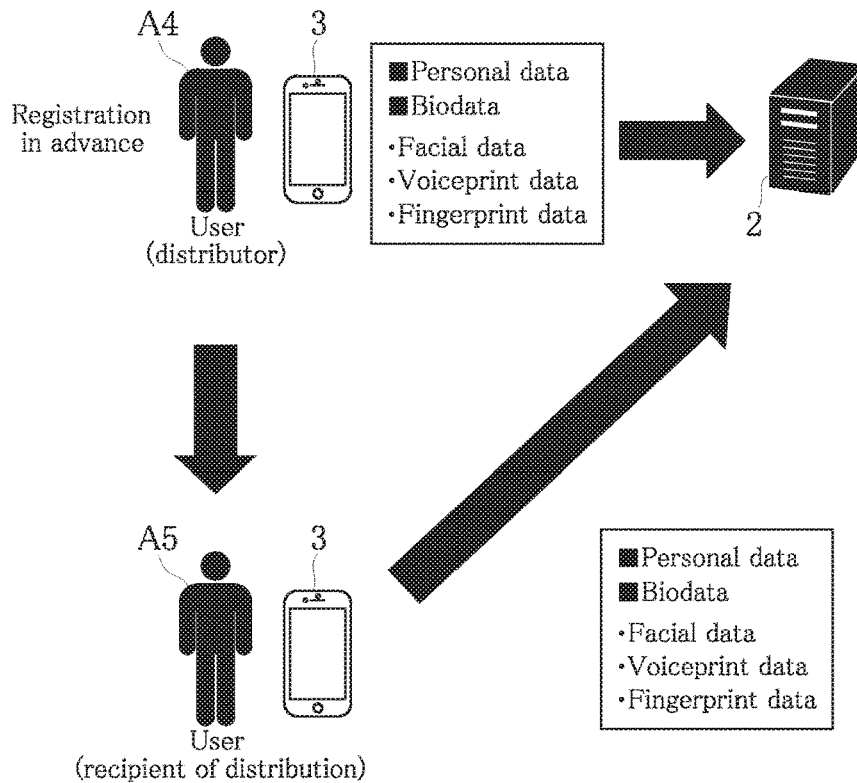 A4
3
Registration
in advance
User
(distributor)
■Personal data
■Biodata
・Facial data
・Voiceprint data
・Fingerprint data
2
A5
3
User
(recipient of distribution)
■Personal data
■Biodata
・Facial data
・Voiceprint data
・Fingerprint data